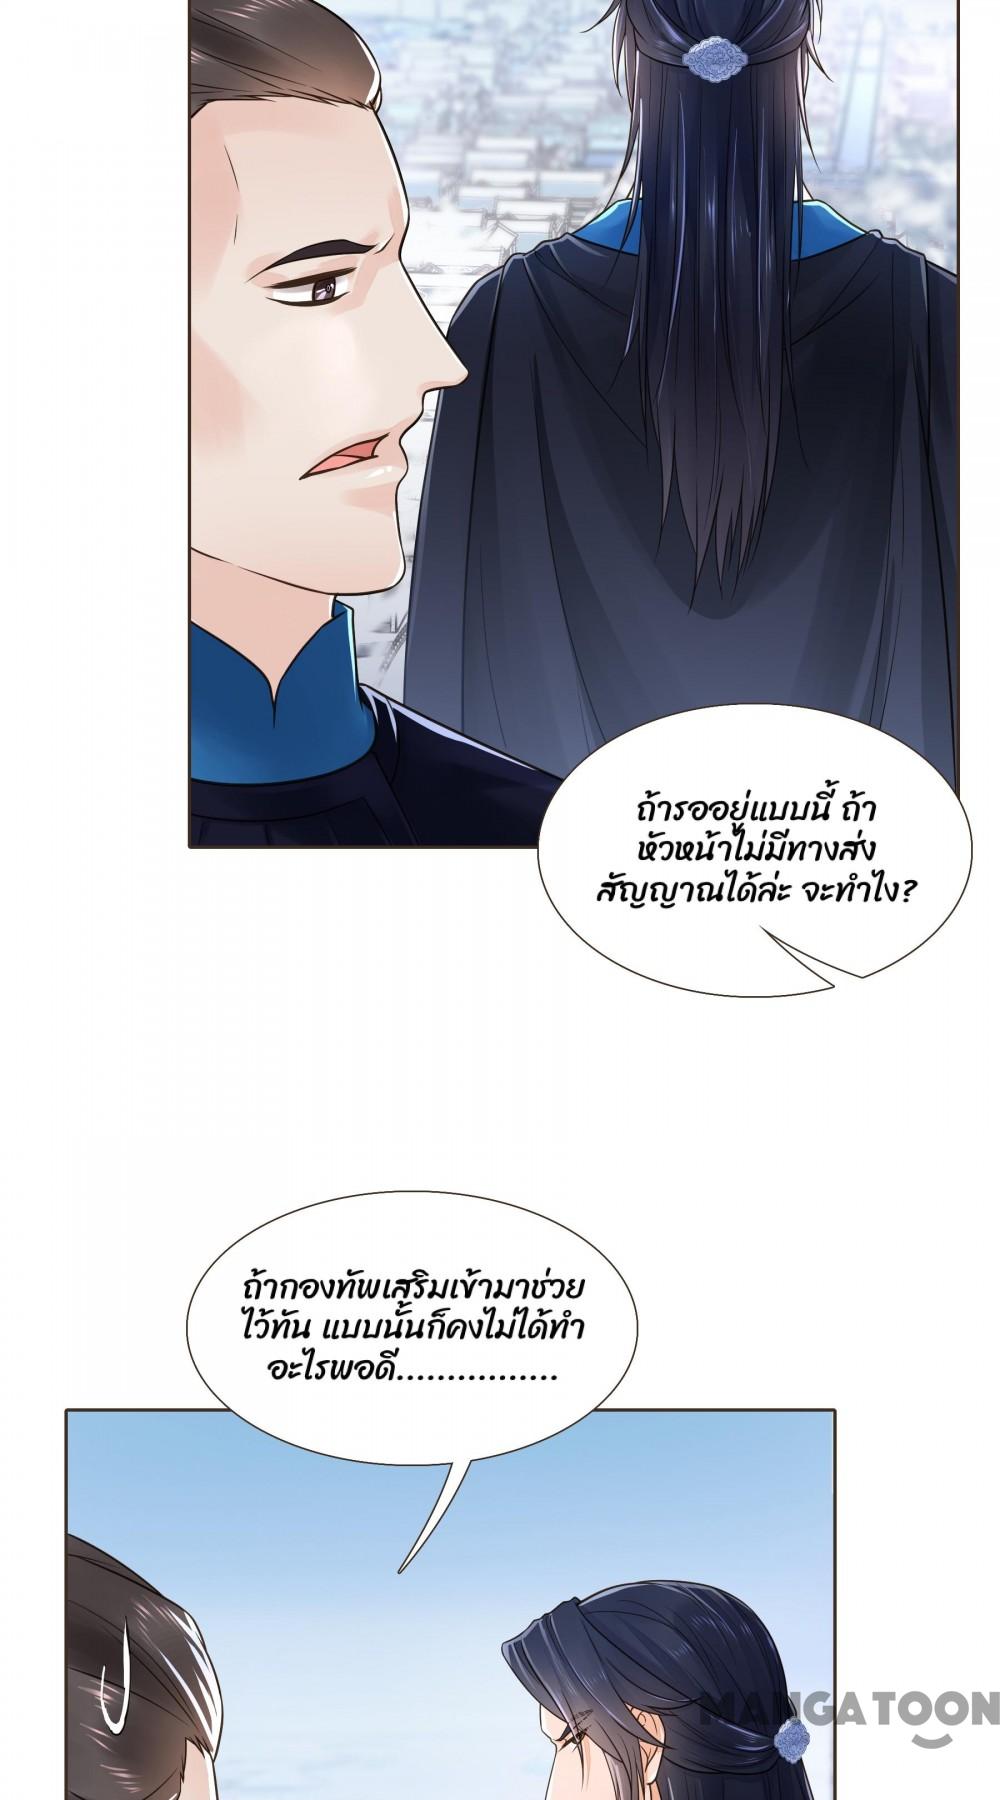 ถ้ารออยู่แบบนี้ ถ้า
หัวหน้าไม่มีทางส่ง
สัญญาณได้ล่ะ จะทำไง?
ถ้ากองทัพเสริมเข้ามาช่วย
ไว้ทัน แบบนั้นก็คงไม่ได้ทำ
อะไรพอดี................
MANGATOON